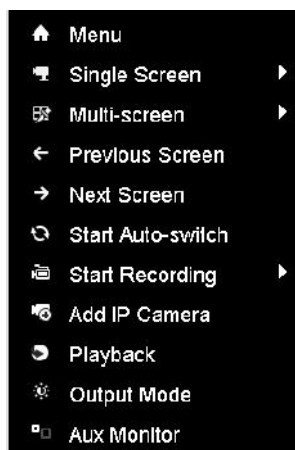 Menu
Single Screen
Multi-screen
Previous Screen
Next Screen
Start Auto-switch
Start Recording
Add IP Camera
Playback
Output Mode
Aux Monitor